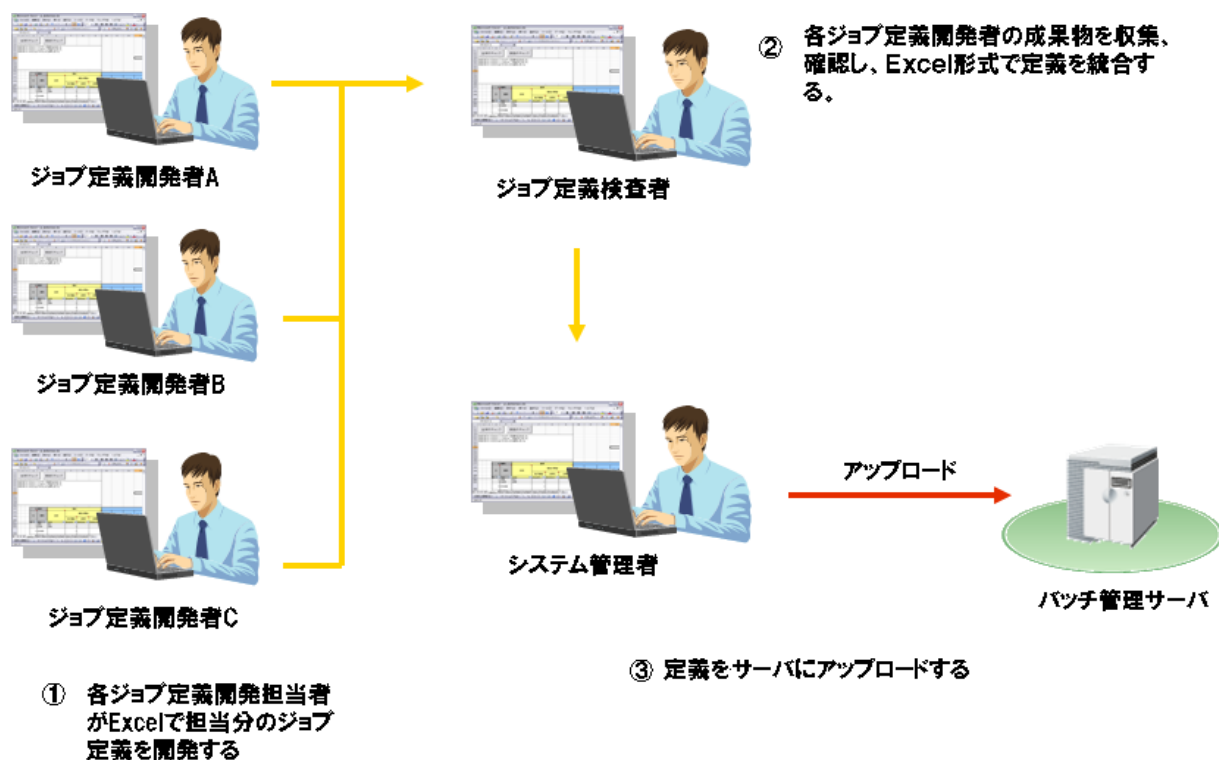 ジョブ定義開発者A
ジョブ定義開発者B
ジョブ定義開発者C
① 各ジョブ定義開発担当者
がExcelで担当分のジョブ
定義を開発する
ジョブ定義検査者
② 各ジョブ定義開発者の成果物を収集、
確認し、Excel形式で定義を統合す
る。
システム管理者
アップロード
バッチ管理サーバ
③ 定義をサーバにアップロードする